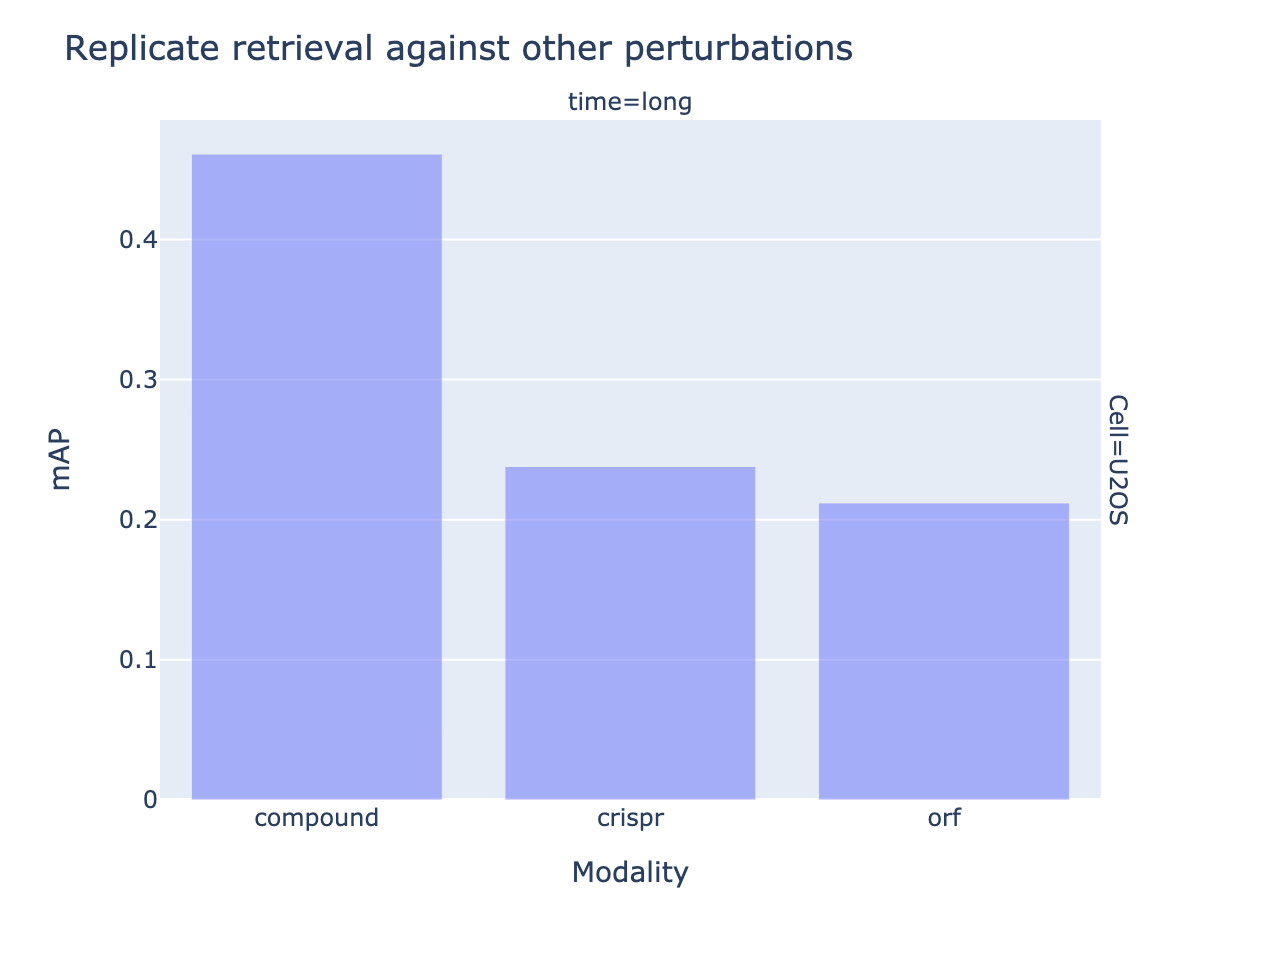 Replicate retrieval against other perturbations
time=long
0.4
0.3
0.2
0.1
0
mAP
Cell=U2OS
compound
crispr
orf
Modality